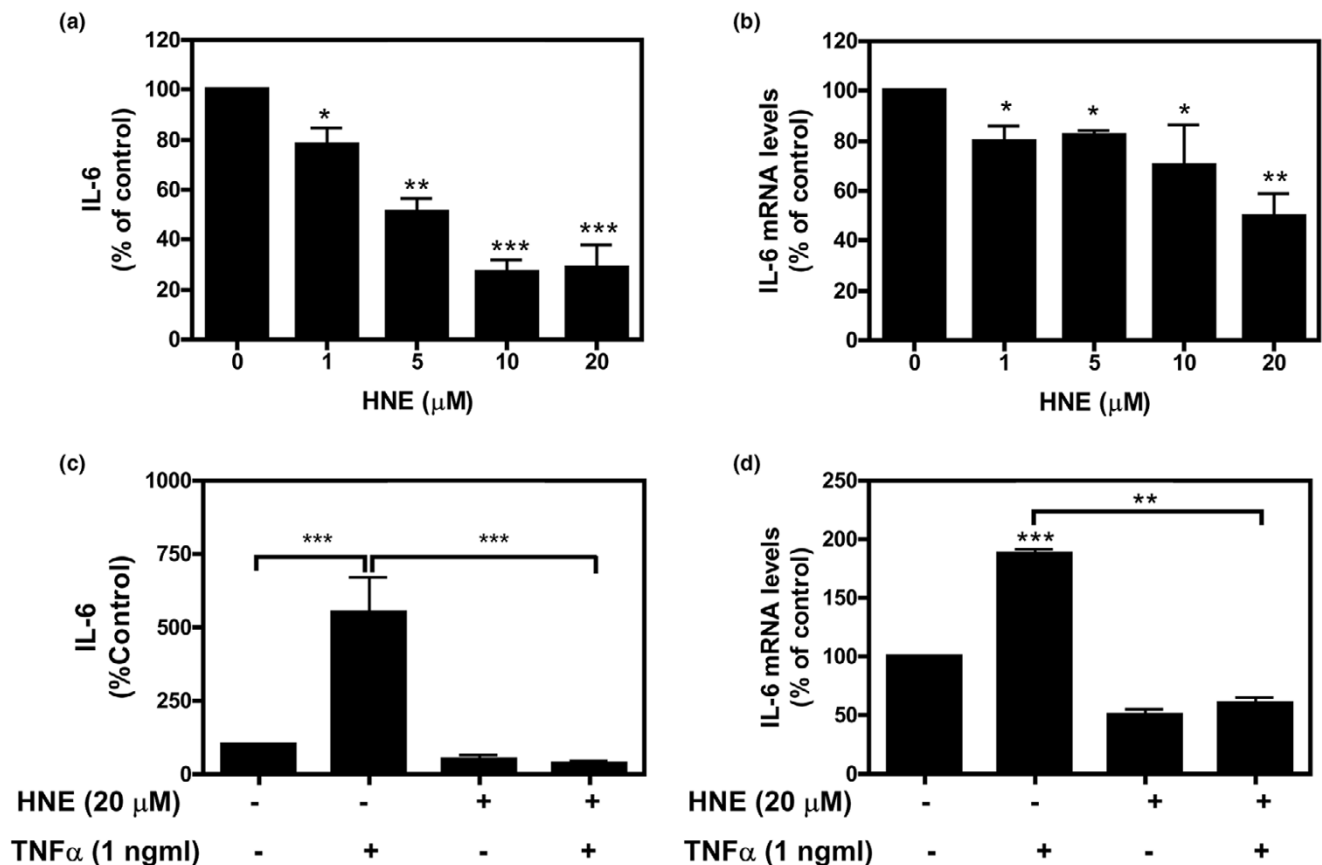 (a)
120
100
80
60
40
20
0
IL-6
(% of control)
*
**
***
***
0 1 5 10 20
HNE (μM)
(b)
120
100
80
60
40
20
0
IL-6 mRNA levels
(% of control)
*
*
*
**
0 1 5 10 20
HNE (μM)
(c)
1000
750
500
250
0
IL-6
(%Control)
***
***
HNE (20 μM) - - + +
TNFα (1 ngml) - + - +
(d)
250
200
150
100
50
0
IL-6 mRNA levels
(% of control)
***
**
HNE (20 μM) - - + +
TNFα (1 ngml) - + - +